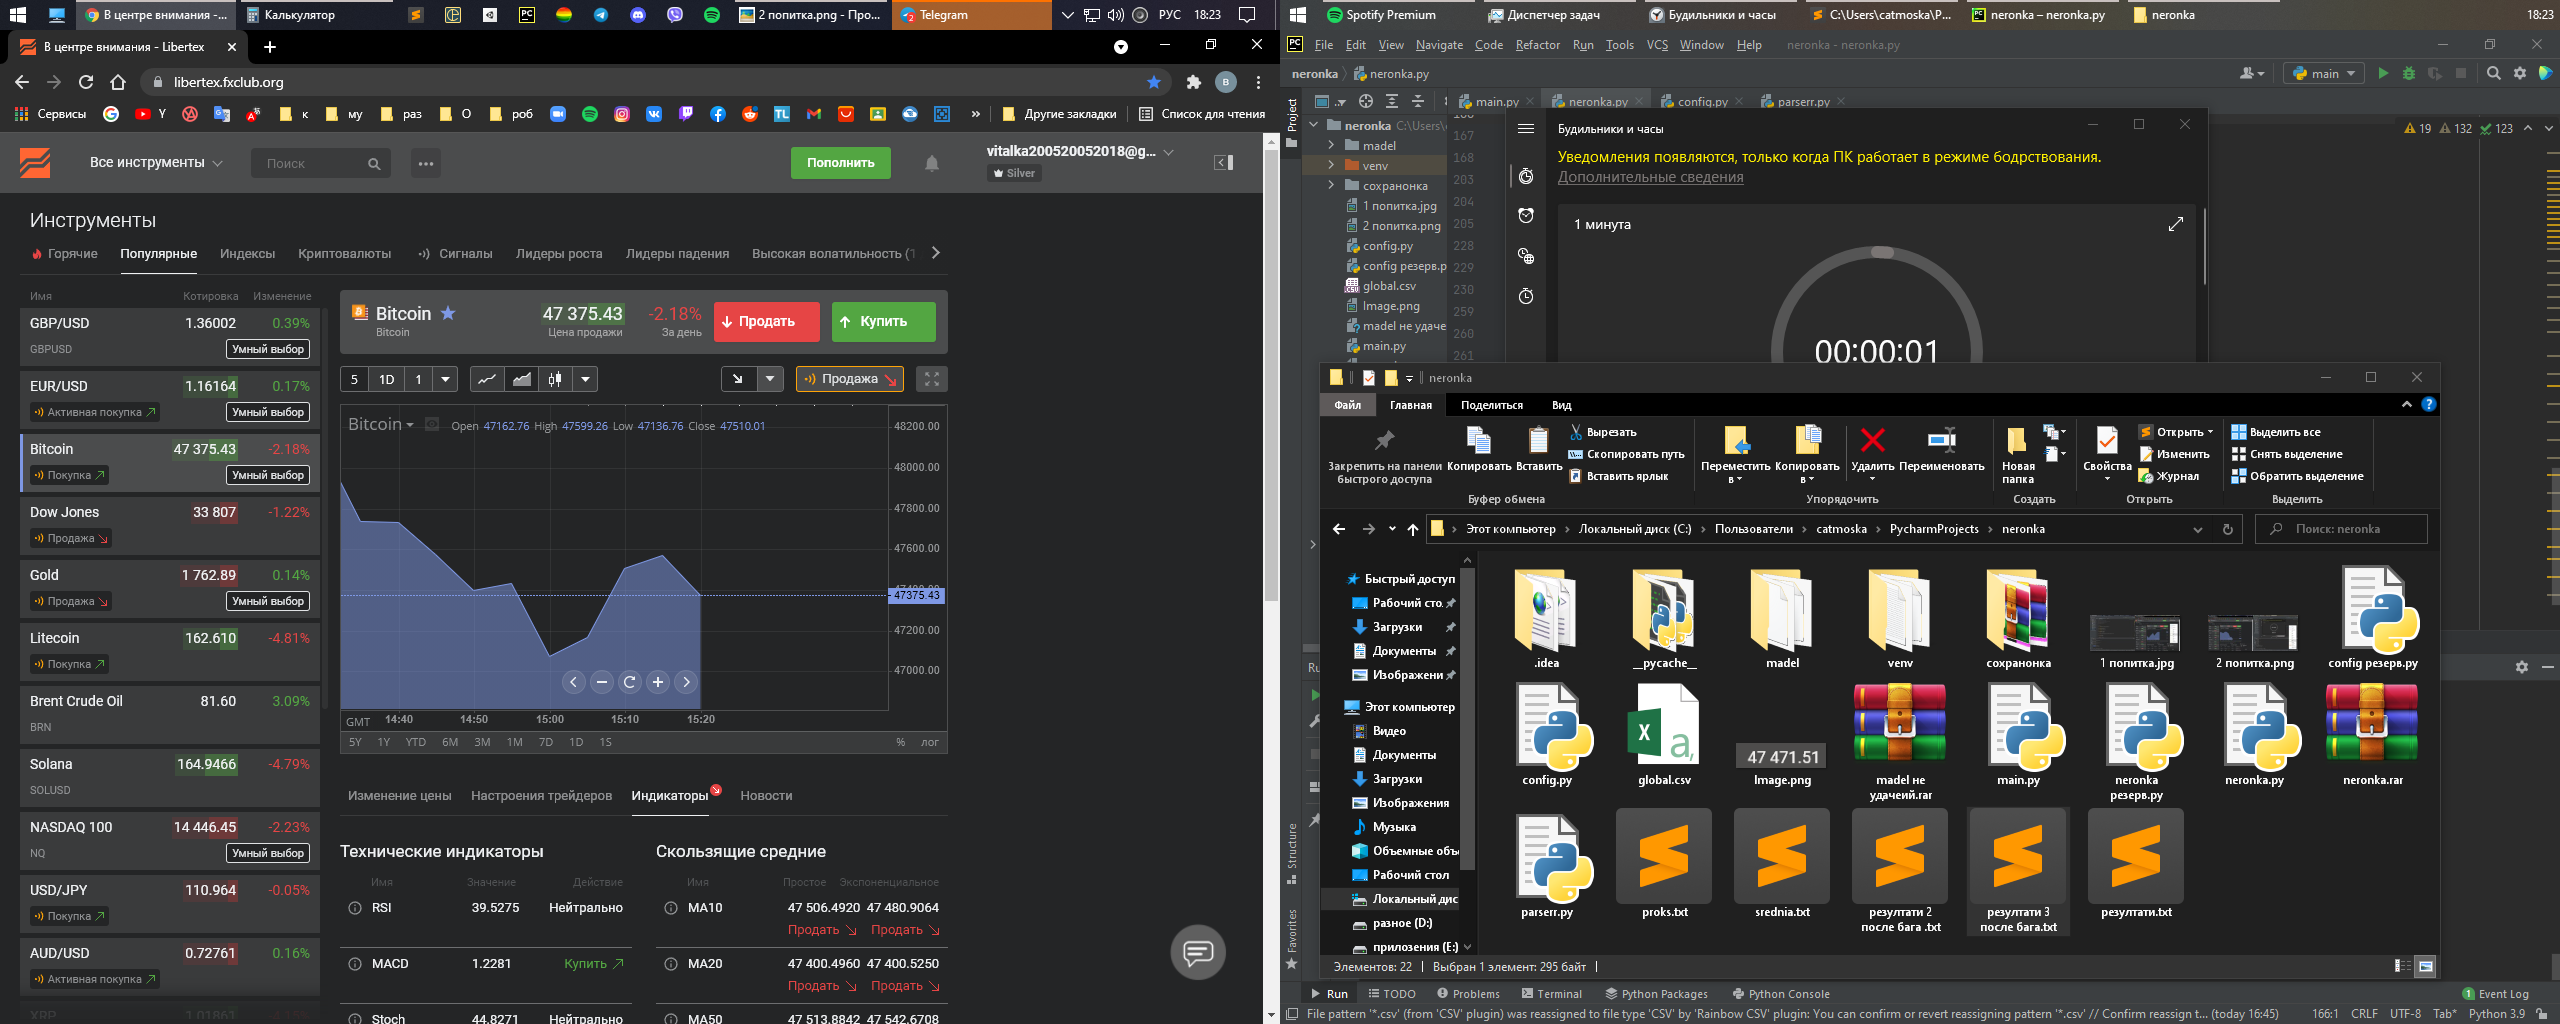 В центре внимания -...
Калькулятор
2 попитка.png - Про...
Telegram
РУС
18:23
В центре внимания - Libertex
libertex.fxclub.org
B
Сервисы
Y
к
му
раз
О
роб
TL
»
Другие закладки
Список для чтения
Все инструменты
Поиск
Пополнить
vitalka200520052018@g...
Silver
Инструменты
Горячие
Популярные
Индексы
Криптовалюты
Сигналы
Лидеры роста
Лидеры падения
Высокая волатильность (1
Имя Котировка Изменение
GBP/USD 1.36002 0.39%
GBPUSD Умный выбор
EUR/USD 1.16164 0.17%
Активная покупка Умный выбор
Bitcoin 47 375.43 -2.18%
Покупка Умный выбор
Dow Jones 33 807 -1.22%
Продажа
Gold 1 762.89 0.14%
Продажа Умный выбор
Litecoin 162.610 -4.81%
Покупка
Brent Crude Oil 81.60 3.09%
BRN
Solana 164.9466 -4.79%
SOLUSD
NASDAQ 100 14 446.45 -2.23%
NQ Умный выбор
USD/JPY 110.964 -0.05%
Покупка
AUD/USD 0.72761 0.16%
Активная покупка
XRP 1.01861
Bitcoin 47 375.43 -2.18% Продать Купить
Bitcoin Цена продажи За день
5 1D 1
Продажа
Bitcoin Open 47162.76 High 47599.26 Low 47136.76 Close 47510.01
48200.00
48000.00
47800.00
47600.00
47400.00
47375.43
47200.00
47000.00
GMT 14:40 14:50 15:00 15:10 15:20
5Y 1Y YTD 6M 3M 1M 7D 1D 1S % лог
Изменение цены Настроения трейдеров Индикаторы Новости
Технические индикаторы
Имя Значение Действие
RSI 39.5275 Нейтрально
MACD 1.2281 Купить
Stoch 44.8271 Нейтрально
Скользящие средние
Имя Простое Экспоненциальное
MA10 47 506.4920 47 480.9064
Продать Продать
MA20 47 400.4960 47 400.5250
Продать Продать
MA50 47 513.8842 47 542.6708
Spotify Premium
Диспетчер задач
Будильники и часы
C:\Users\catmoska\P...
neronka – neronka.py
neronka
18:23
File Edit View Navigate Code Refactor Run Tools VCS Window Help neronka - neronka.py
neronka neronka.py
main
main.py neronka.py config.py parserr.py
19 132 123
Project
neronka C:\Users\
madel
venv
сохранонка
1 попитка.jpg
2 попитка.png
config.py
config резерв.p
global.csv
Image.png
madel не удаче
main.py
167
168
203
204
205
228
229
230
259
260
261
Будильники и часы
Уведомления появляются, только когда ПК работает в режиме бодрствования.
Дополнительные сведения
1 минута
00:00:01
neronka
Файл Главная Поделиться Вид
Закрепить на панели быстрого доступа
Копировать
Вставить
Вырезать
Скопировать путь
Вставить ярлык
Переместить в
Копировать в
Удалить
Переименовать
Новая папка
Свойства
Открыть
Изменить
Журнал
Выделить все
Снять выделение
Обратить выделение
Буфер обмена Упорядочить Создать Открыть Выделить
Этот компьютер Локальный диск (C:) Пользователи catmoska PycharmProjects neronka
Поиск: neronka
Быстрый доступ
Рабочий сто.
Загрузки
Документы
Изображени
Этот компьютер
Видео
Документы
Загрузки
Изображения
Музыка
Объемные объ
Рабочий стол
Локальный дис
разное (D:)
приложения (E:)
.idea
__pycache__
madel
venv
сохранонка
1 попитка.jpg
2 попитка.png
config резерв.py
config.py
global.csv
47 471.51
Image.png
madel не удачеий.rar
main.py
neronka резерв.py
neronka.py
neronka.rar
parserr.py
proks.txt
srednia.txt
резултати 2 после бага .txt
резултати 3 после бага.txt
резултати.txt
Элементов: 22 Выбран 1 элемент: 295 байт
Structure
Favorites
Run TODO Problems Terminal Python Packages Python Console
1 Event Log
File pattern '*.csv' (from 'CSV' plugin) was reassigned to file type 'CSV' by 'Rainbow CSV' plugin: You can confirm or revert reassigning pattern '*.csv' // Confirm reassign t... (today 16:45)
166:1 CRLF UTF-8 Tab* Python 3.9